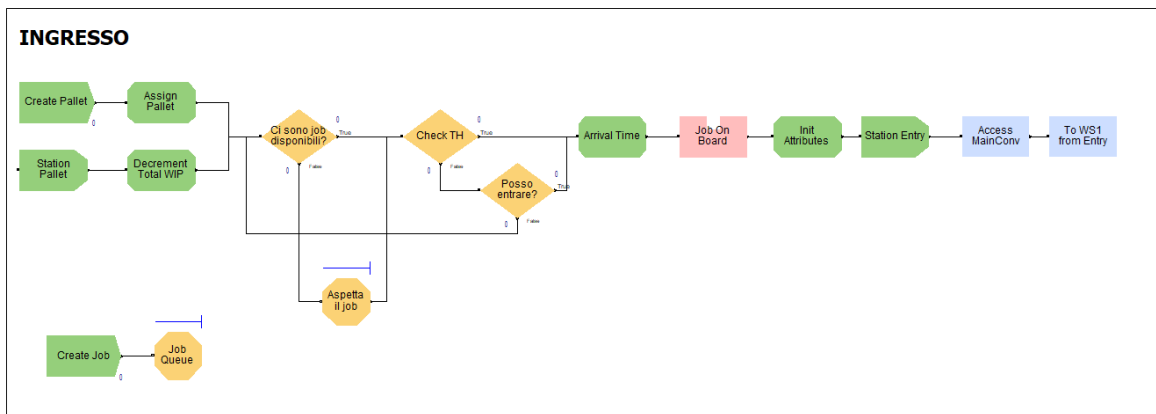 INGRESSO
Create Pallet
0
Assign
Pallet
Station
Pallet
Decrement
Total WIP
Ci sono job
disponibili?
0
True
0
False
Check TH
0
True
0
False
Posso
entrare?
0
True
0
False
Arrival Time
Job On
Board
Init
Attributes
Station Entry
Access
MainConv
To WS1
from Entry
Aspetta
il job
Create Job
0
Job
Queue